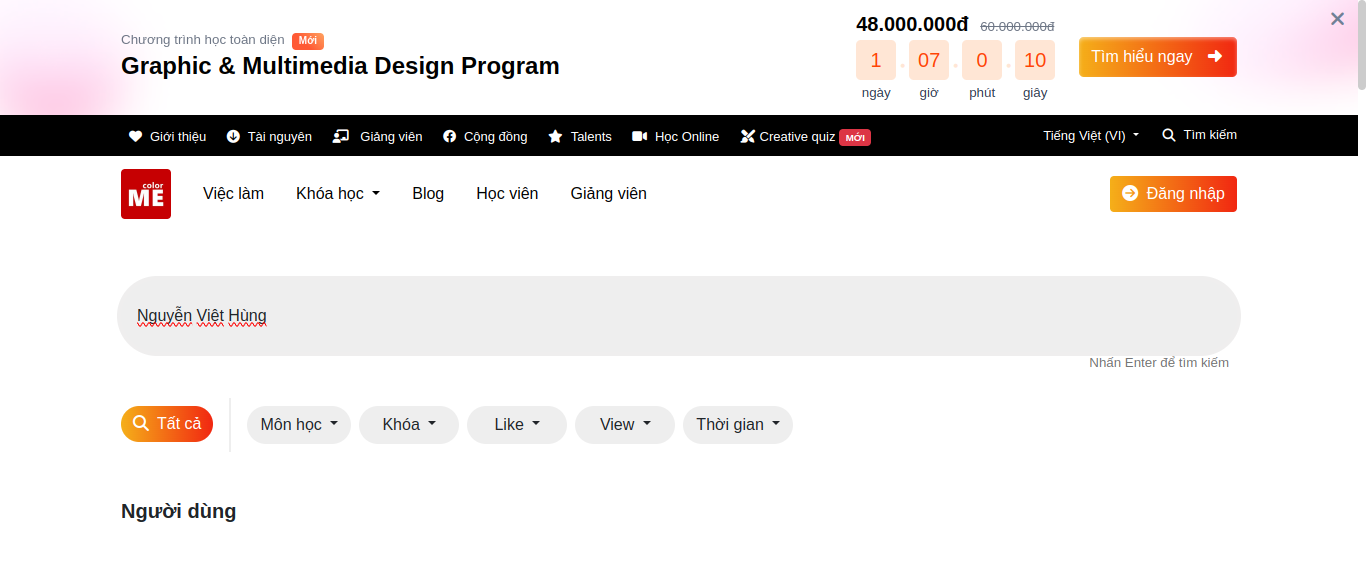 Chương trình học toàn diện Mới
Graphic & Multimedia Design Program
48.000.000đ 60.000.000đ
1 . 07 . 0 . 10
ngày giờ phút giây
Tìm hiểu ngay
Giới thiệu Tài nguyên Giảng viên Cộng đồng Talents Học Online Creative quiz MỚI Tiếng Việt (VI) Tìm kiếm
color
ME
Việc làm Khóa học Blog Học viên Giảng viên Đăng nhập
Nguyễn Việt Hùng
Nhấn Enter để tìm kiếm
Tất cả Môn học Khóa Like View Thời gian
Người dùng